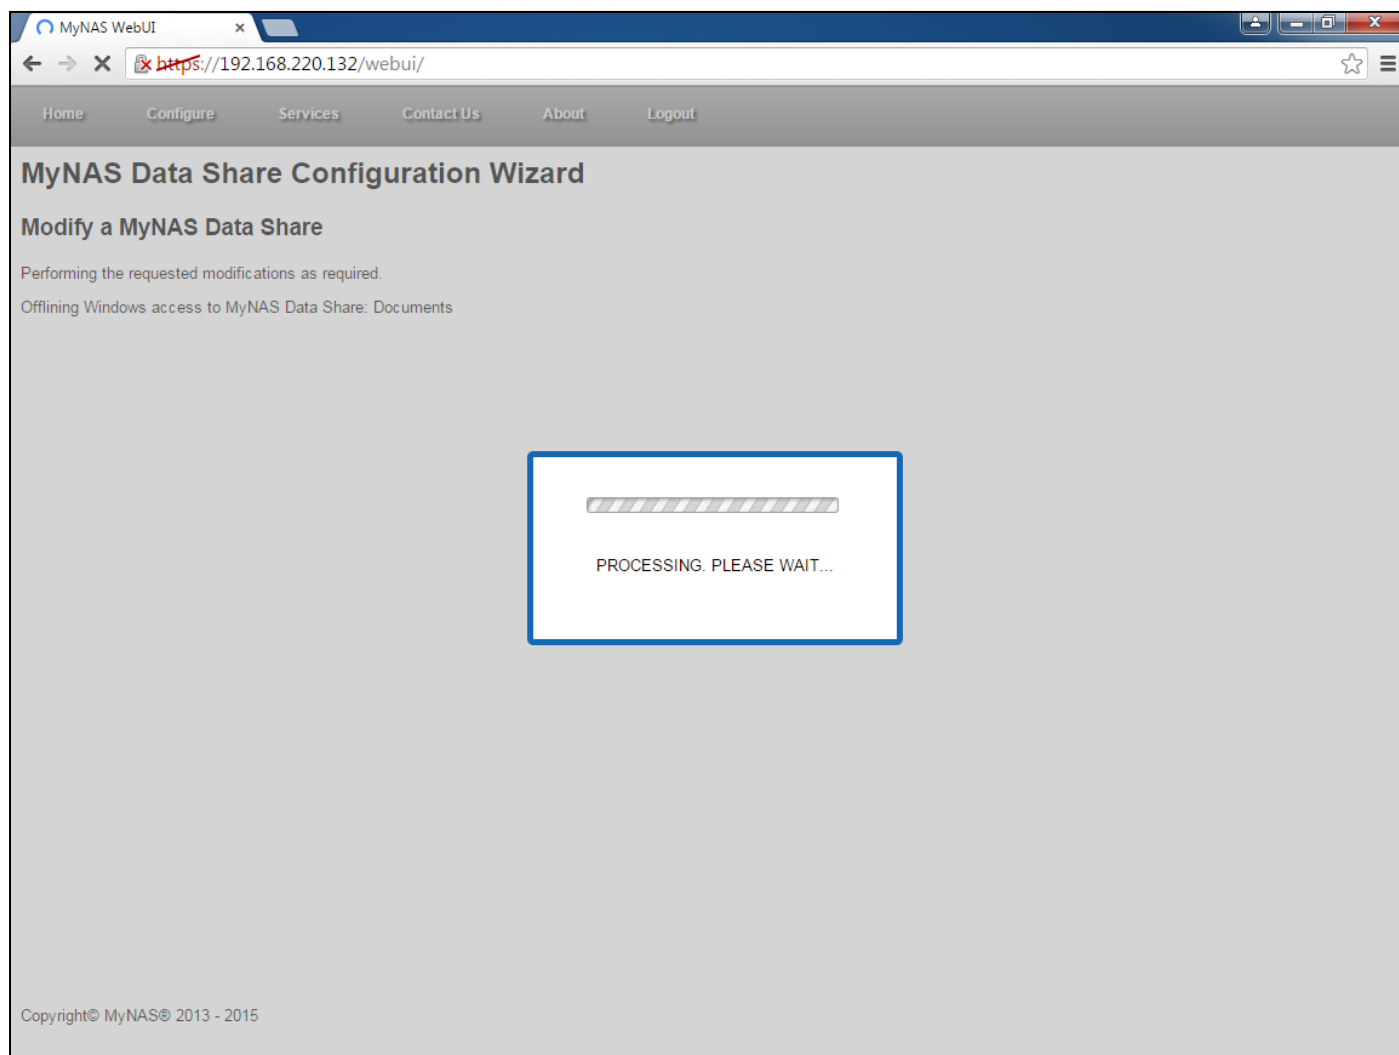 MyNAS WebUI
https://192.168.220.132/webui/
Home Configure Services Contact Us About Logout
MyNAS Data Share Configuration Wizard
Modify a MyNAS Data Share
Performing the requested modifications as required.
Offlining Windows access to MyNAS Data Share: Documents
PROCESSING. PLEASE WAIT...
Copyright© MyNAS® 2013 - 2015